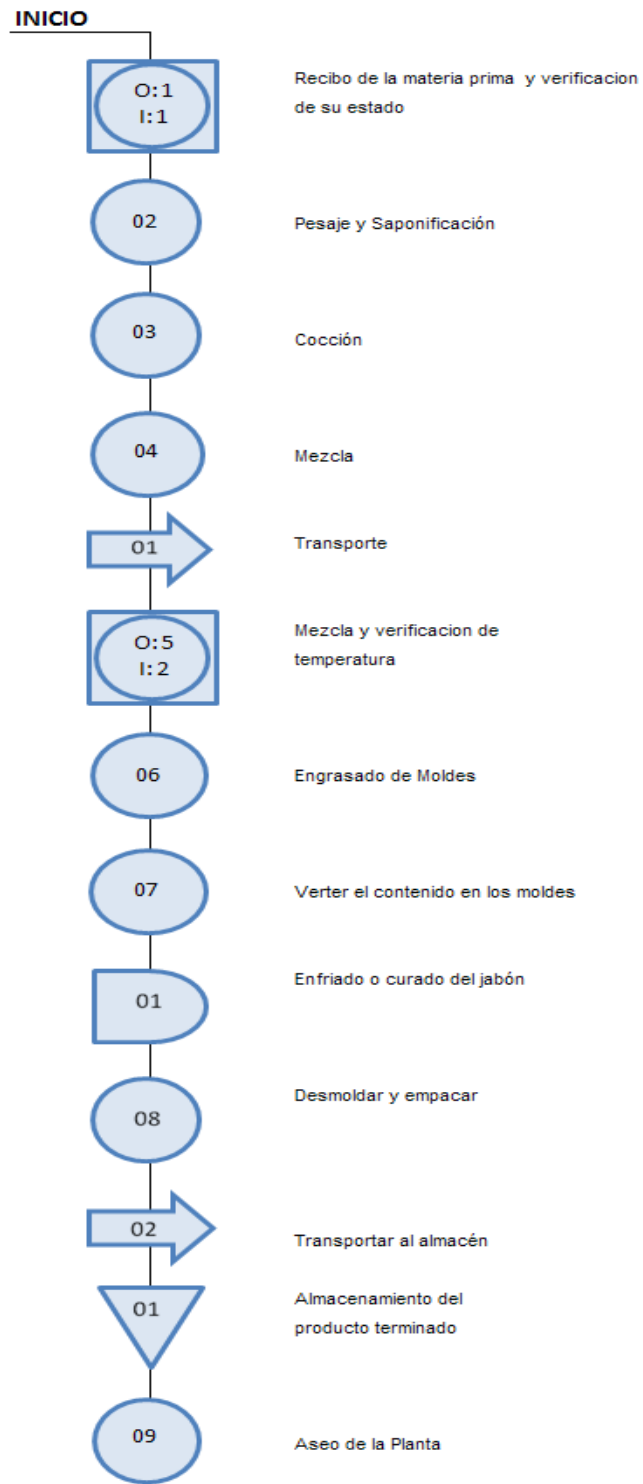 INICIO
O:1
I:1
Recibo de la materia prima y verificacion
de su estado
02
Pesaje y Saponificación
03
Cocción
04
Mezcla
01
Transporte
O:5
I:2
Mezcla y verificacion de
temperatura
06
Engrasado de Moldes
07
Verter el contenido en los moldes
01
Enfriado o curado del jabón
08
Desmoldar y empacar
02
Transportar al almacén
01
Almacenamiento del
producto terminado
09
Aseo de la Planta